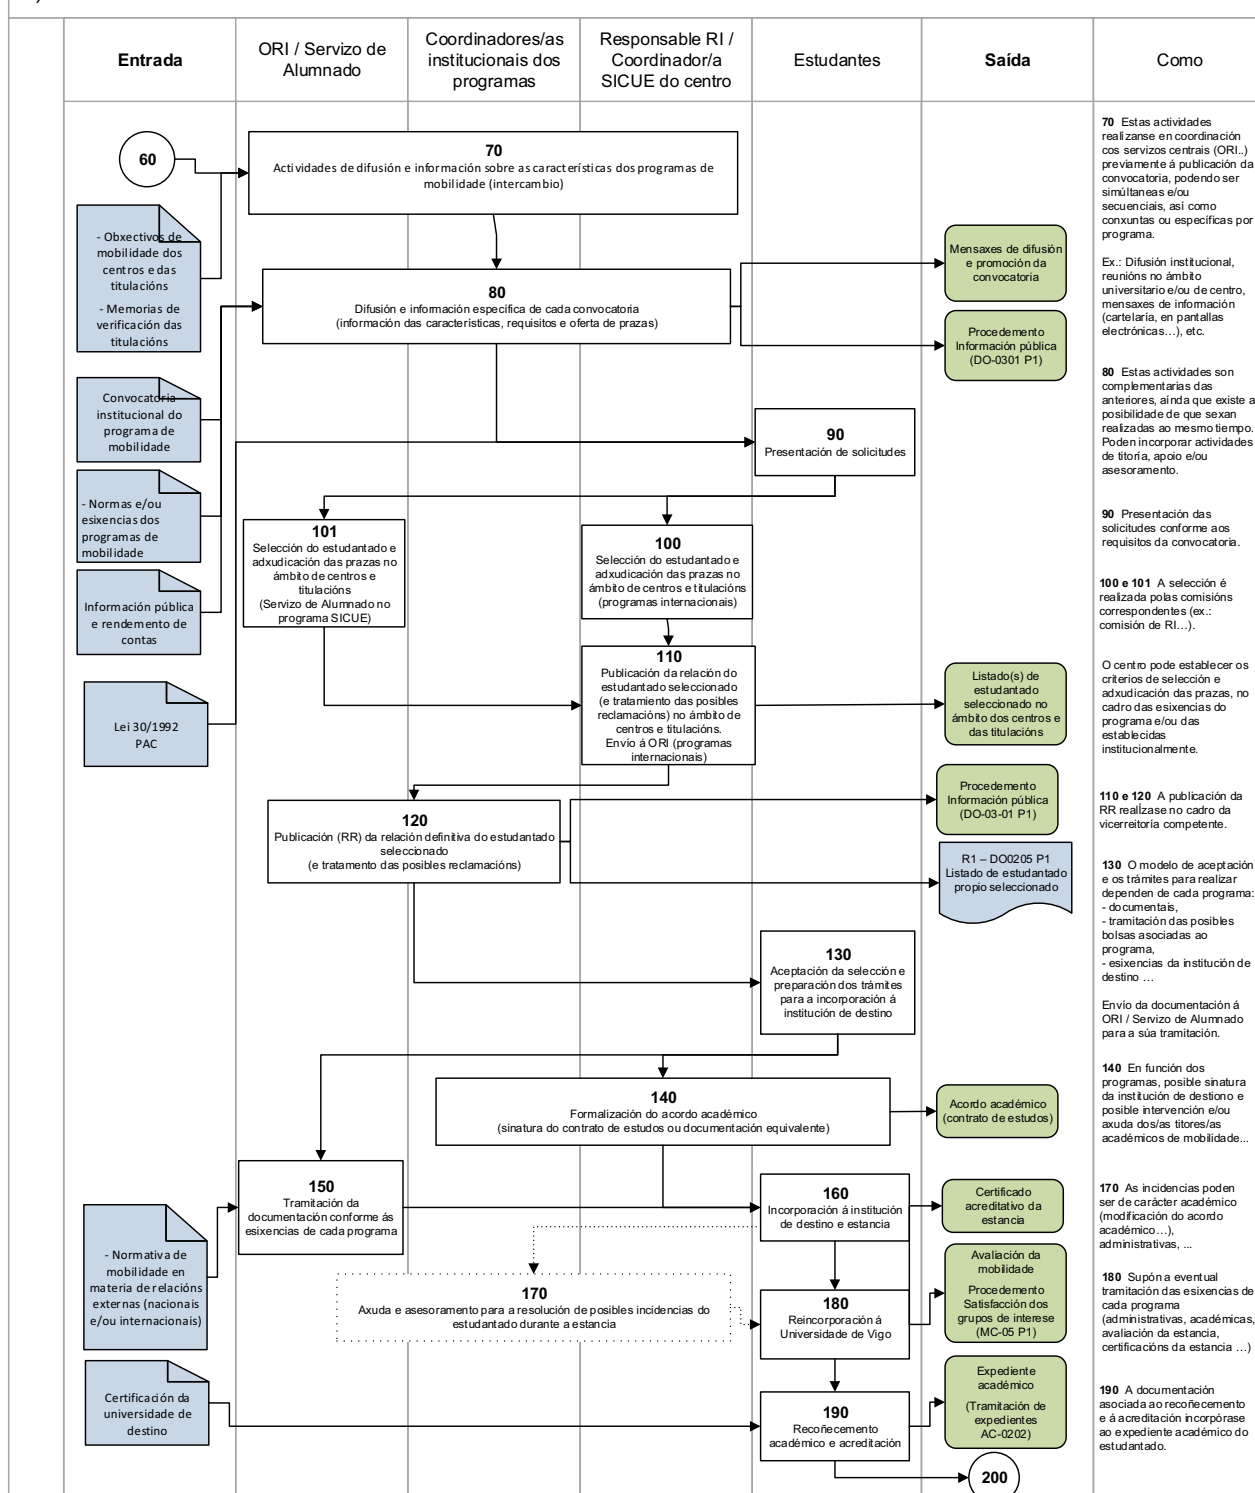 Entrada
ORI / Servizo de
Alumnado
Coordinadores/as
institucionais dos
programas
Responsable RI /
Coordinador/a
SICUE do centro
Estudantes
Saída
Como
60
70
Actividades de difusión e información sobre as características dos programas de
mobilidade (intercambio)
- Obxectivos de
mobilidade dos
centros e das
titulacións
- Memorias de
verificación das
titulacións
80
Difusión e información específica de cada convocatoria
(información das características, requisitos e oferta de prazas)
Mensaxes de difusión
e promoción da
convocatoria
Procedemento
Información pública
(DO-0301 P1)
Convocatoria
institucional do
programa de
mobilidade
90
Presentación de solicitudes
- Normas e/ou
esixencias dos
programas de
mobilidade
101
Selección do estudantado e
adxudicación das prazas no
ámbito de centros e
titulacións
(Servizo de Alumnado no
programa SICUE)
100
Selección do estudantado e
adxudicación das prazas no
ámbito de centros e titulacións
(programas internacionais)
Información pública
e rendemento de
contas
110
Publicación da relación do
estudantado seleccionado
(e tratamento das posibles
reclamacións) no ámbito de
centros e titulacións.
Envío á ORI (programas
internacionais)
Listado(s) de
estudantado
seleccionado no
ámbito dos centros e
das titulacións
Lei 30/1992
PAC
120
Publicación (RR) da relación definitiva do estudantado
seleccionado
(e tratamento das posibles reclamacións)
Procedemento
Información pública
(DO-03-01 P1)
R1 – DO0205 P1
Listado de estudantado
propio seleccionado
130
Aceptación da selección e
preparación dos trámites
para a incorporación á
institución de destino
140
Formalización do acordo académico
(sinatura do contrato de estudos ou documentación equivalente)
Acordo académico
(contrato de estudos)
150
Tramitación da
documentación conforme ás
esixencias de cada programa
160
Incorporación á institución
de destino e estancia
Certificado
acreditativo da
estancia
- Normativa de
mobilidade en
materia de relacións
externas (nacionais
e/ou internacionais)
170
Axuda e asesoramento para a resolución de posibles incidencias do
estudantado durante a estancia
180
Reincorporación á
Universidade de Vigo
Avaliación da
mobilidade
Procedemento
Satisfacción dos
grupos de interese
(MC-05 P1)
Certificación da
universidade de
destino
190
Recoñecemento
académico e acreditación
Expediente
académico
(Tramitación de
expedientes
AC-0202)
200
70 Estas actividades
realízanse en coordinación
cos servizos centrais (ORI..)
previamente á publicación da
convocatoria, podendo ser
simúltaneas e/ou
secuenciais, así como
conxuntas ou específicas por
programa.
Ex.: Difusión institucional,
reunións no ámbito
universitario e/ou de centro,
mensaxes de información
(cartelaría, en pantallas
electrónicas…), etc.
80 Estas actividades son
complementarias das
anteriores, aínda que existe a
posibilidade de que sexan
realizadas ao mesmo tiempo.
Poden incorporar actividades
de titoría, apoio e/ou
asesoramento.
90 Presentación das
solicitudes conforme aos
requisitos da convocatoria.
100 e 101 A selección é
realizada polas comisións
correspondentes (ex.:
comisión de RI…).
O centro pode establecer os
criterios de selección e
adxudicación das prazas, no
cadro das esixencias do
programa e/ou das
establecidas
institucionalmente.
110 e 120 A publicación da
RR realÍzase no cadro da
vicerreitoría competente.
130 O modelo de aceptación
e os trámites para realizar
dependen de cada programa:
- documentais,
- tramitación das posibles
bolsas asociadas ao
programa,
- esixencias da institución de
destino …
Envío da documentación á
ORI / Servizo de Alumnado
para a súa tramitación.
140 En función dos
programas, posible sinatura
da institución de destiono e
posible intervención e/ou
axuda dos/as titores/as
académicos de mobilidade...
170 As incidencias poden
ser de carácter académico
(modificación do acordo
académico…),
administrativas, ...
180 Supón a eventual
tramitación das esixencias de
cada programa
(administrativas, académicas,
avaliación da estancia,
certificacións da estancia …)
190 A documentación
asociada ao recoñecemento
e á acreditación incorpórase
ao expediente académico do
estudantado.